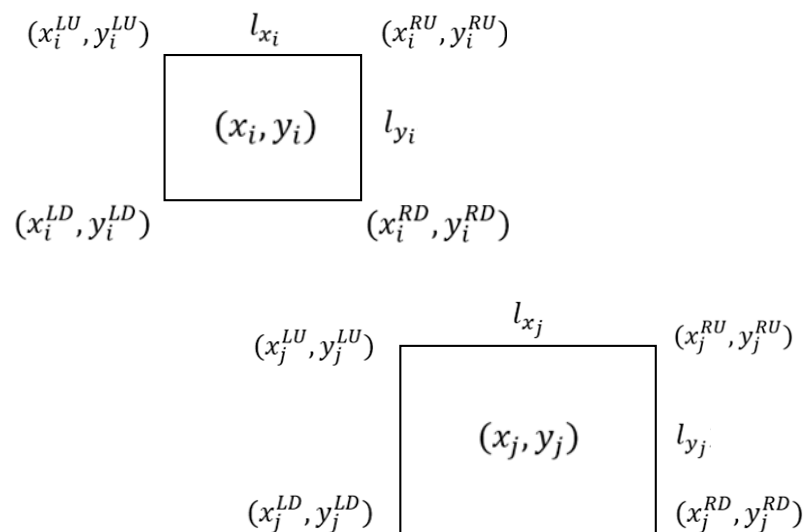 (x_i^{LU}, y_i^{LU}) l_{x_i} (x_i^{RU}, y_i^{RU})
(x_i, y_i) l_{y_i}
(x_i^{LD}, y_i^{LD}) (x_i^{RD}, y_i^{RD})
l_{x_j}
(x_j^{LU}, y_j^{LU}) (x_j^{RU}, y_j^{RU})
(x_j, y_j) l_{y_j}
(x_j^{LD}, y_j^{LD}) (x_j^{RD}, y_j^{RD})